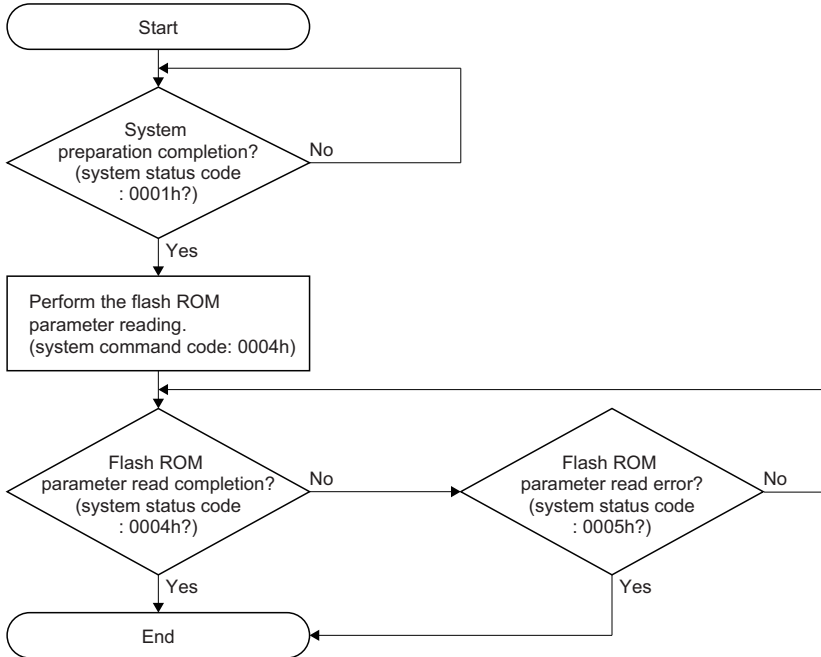 Start
System
preparation completion?
(system status code
: 0001h?)
No
Yes
Perform the flash ROM
parameter reading.
(system command code: 0004h)
Flash ROM
parameter read completion?
(system status code
: 0004h?)
No
Yes
Flash ROM
parameter read error?
(system status code
: 0005h?)
No
Yes
End